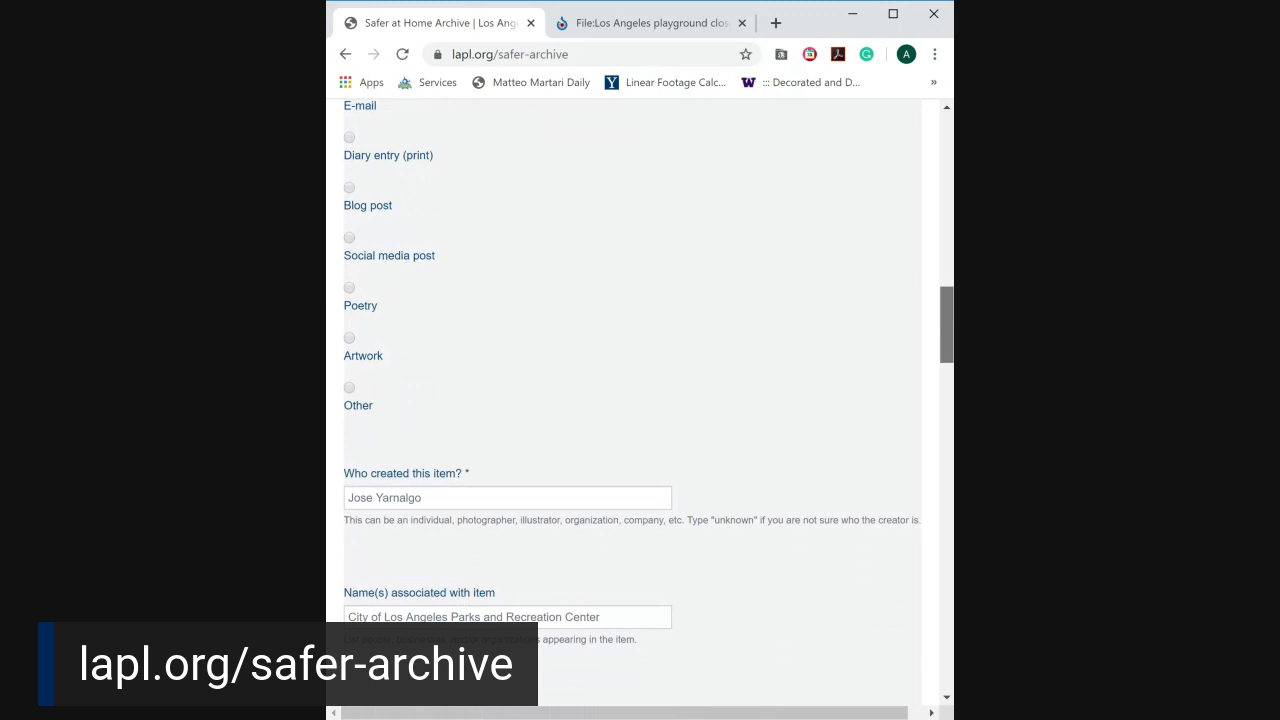 Safer at Home Archive | Los Ang
File:Los Angeles playground clos
lapl.org/safer-archive
A
Apps
Services
Matteo Martari Daily
Y
Linear Footage Calc...
W
::: Decorated and D...
»
E-mail
Diary entry (print)
Blog post
Social media post
Poetry
Artwork
Other
Who created this item? *
Jose Yarnalgo
This can be an individual, photographer, illustrator, organization, company, etc. Type "unknown" if you are not sure who the creator is.
Name(s) associated with item
City of Los Angeles Parks and Recreation Center
appearing in the item.
lapl.org/safer-archive